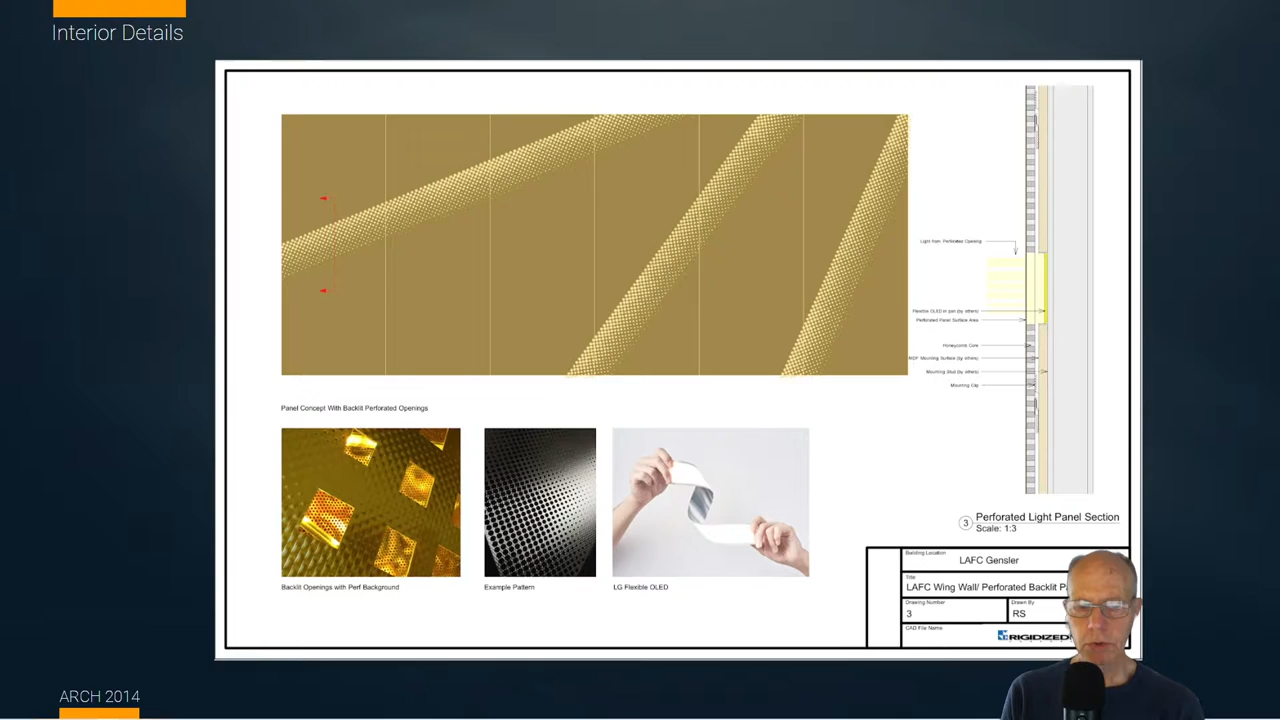 Interior Details
Light from Perforated Opening
Flexible OLED in pan (by others)
Perforated Panel Surface Area
Honeycomb Core
MDF Mounting Surface (by others)
Mounting Stud (by others)
Mounting Clip
Panel Concept With Backlit Perforated Openings
3
Perforated Light Panel Section
Scale: 1:3
Backlit Openings with Perf Background
Example Pattern
LG Flexible OLED
Building Location
LAFC Gensler
Title
LAFC Wing Wall/ Perforated Backlit
Drawing Number
3
Drawn By
RS
CAD File Name
RIGIDIZED
ARCH 2014